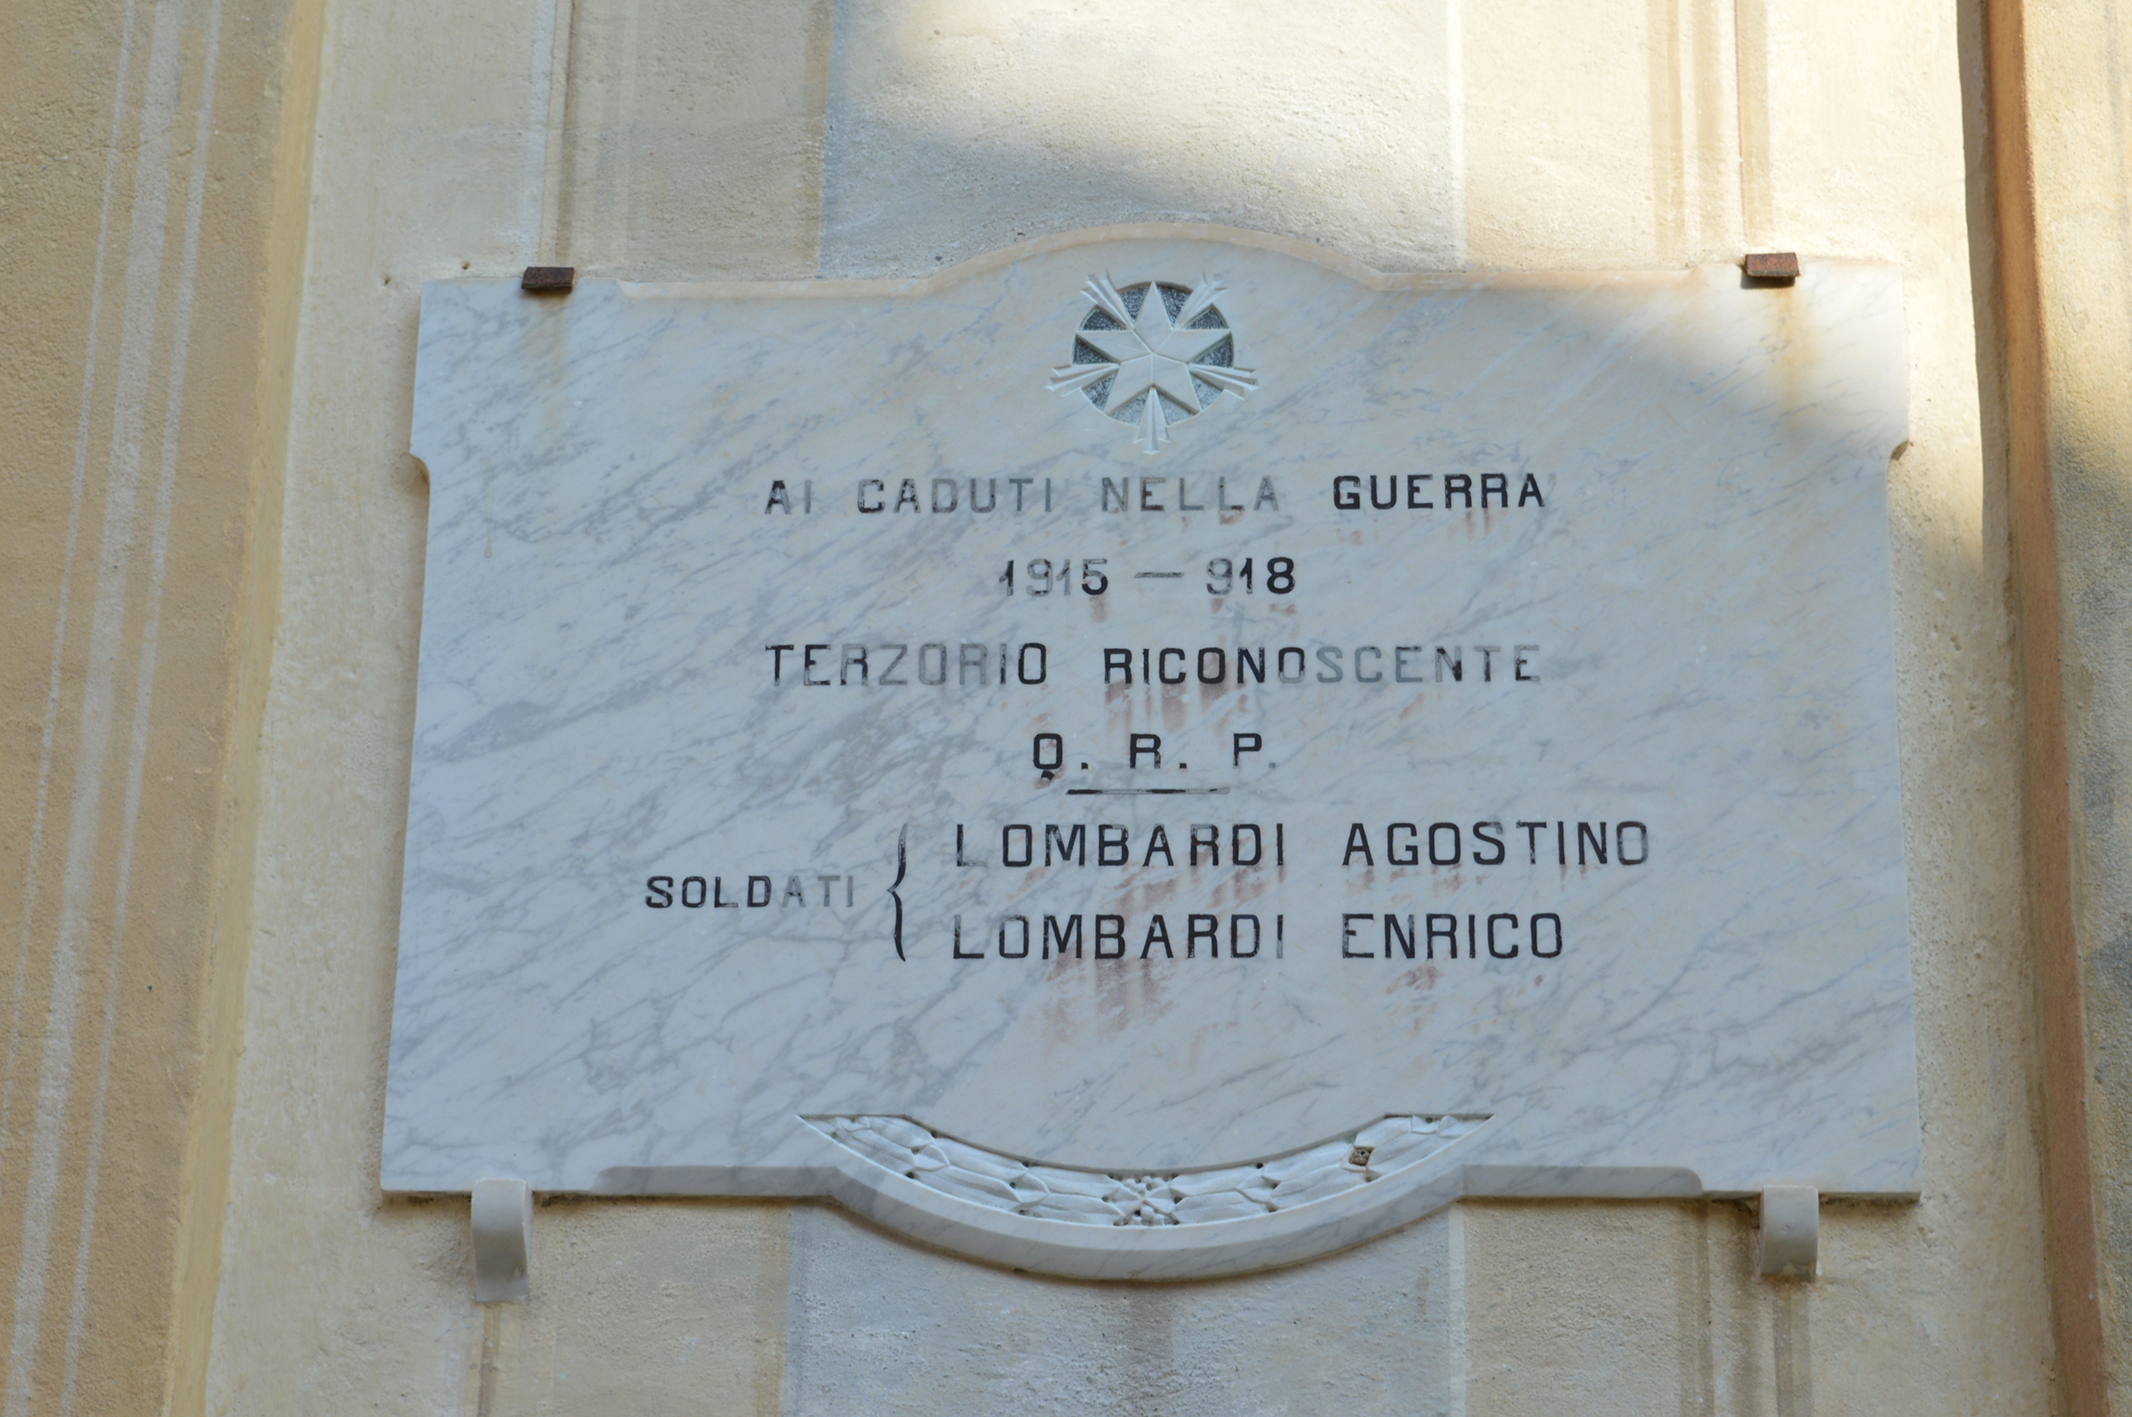 AI CADUTI NELLA GUERRA
1915 — 918
TERZORIO RICONOSCENTE
Q. R. P.
SOLDATI { LOMBARDI AGOSTINO
LOMBARDI ENRICO